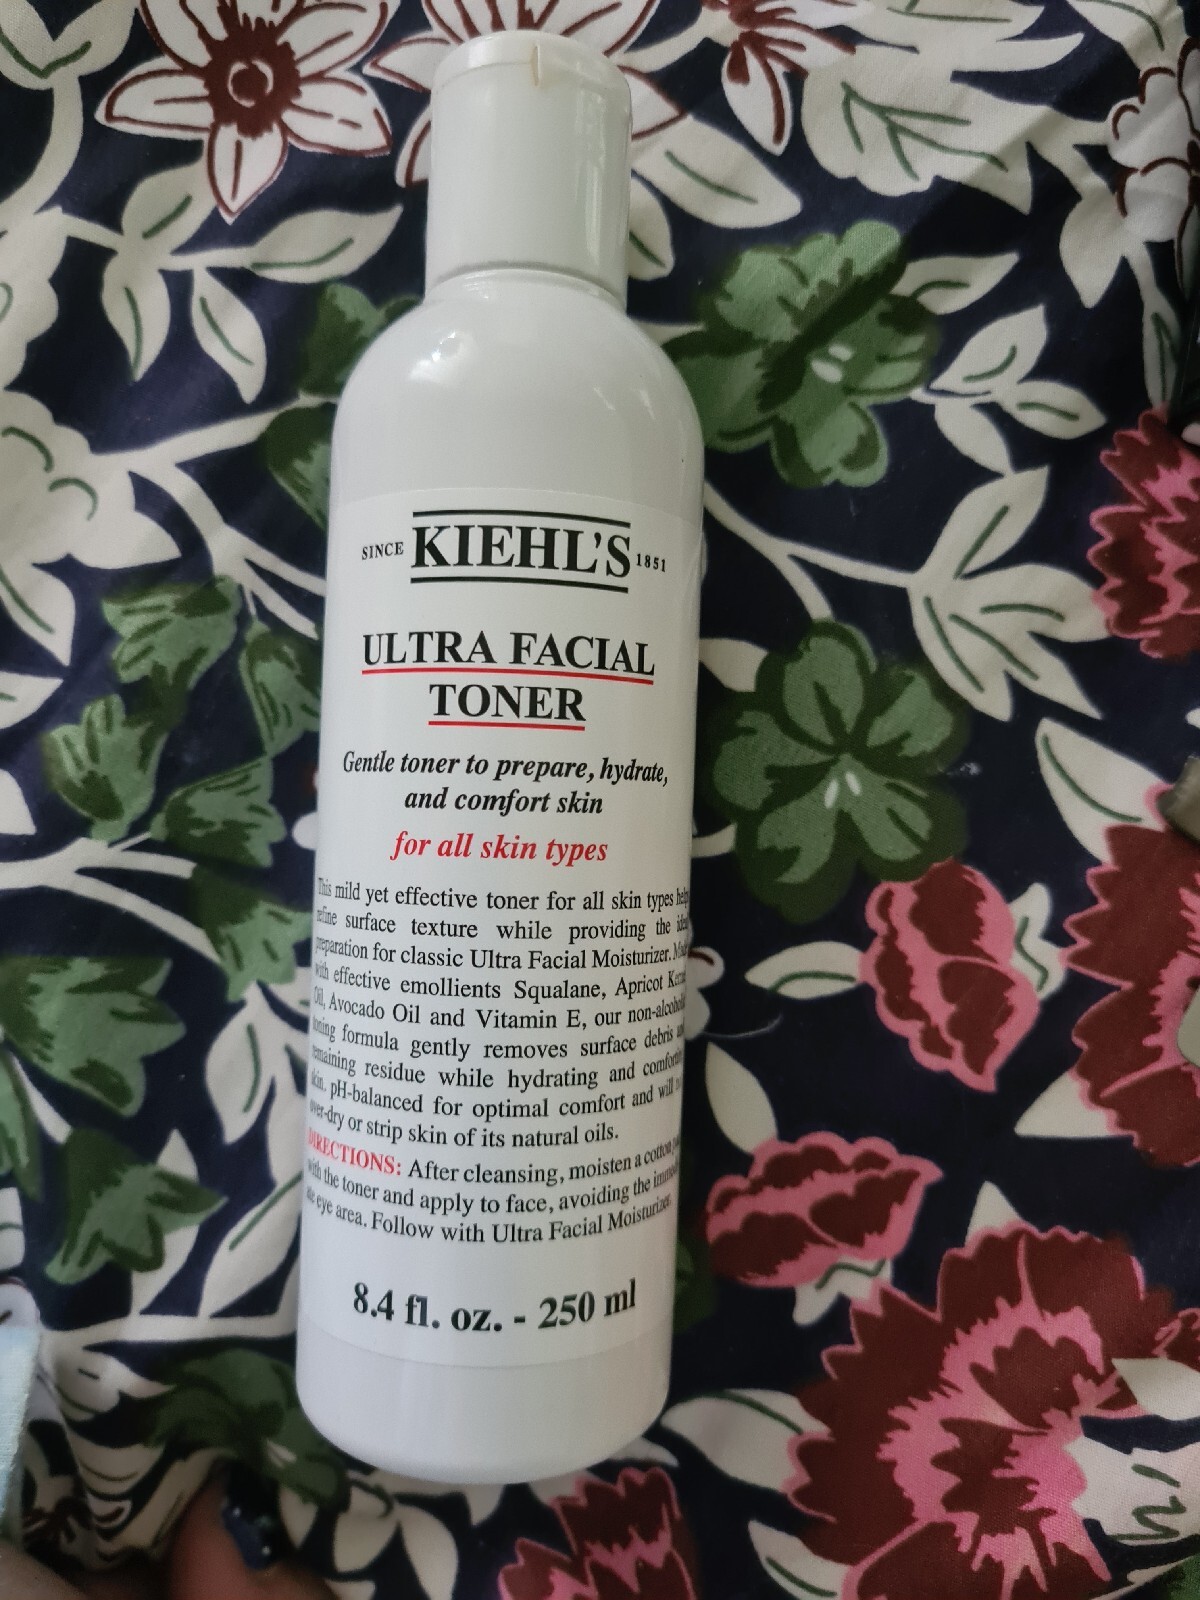 SINCE KIEHL'S 1851
ULTRA FACIAL
TONER
Gentle toner to prepare, hydrate,
and comfort skin
for all skin types
This mild yet effective toner for all skin types
refine surface texture while providing the
preparation for classic Ultra Facial Moisturizer.
with effective emollients Squalane, Apricot
Oil, Avocado Oil and Vitamin E, our
formula gently removes surface debris
remaining residue while hydrating and
skin. pH-balanced for optimal comfort and will
over-dry or strip skin of its natural oils.
DIRECTIONS: After cleansing, moisten a cotton
with the toner and apply to face, avoiding the
eye area. Follow with Ultra Facial Moisturizer.
8.4 fl. oz. - 250 ml